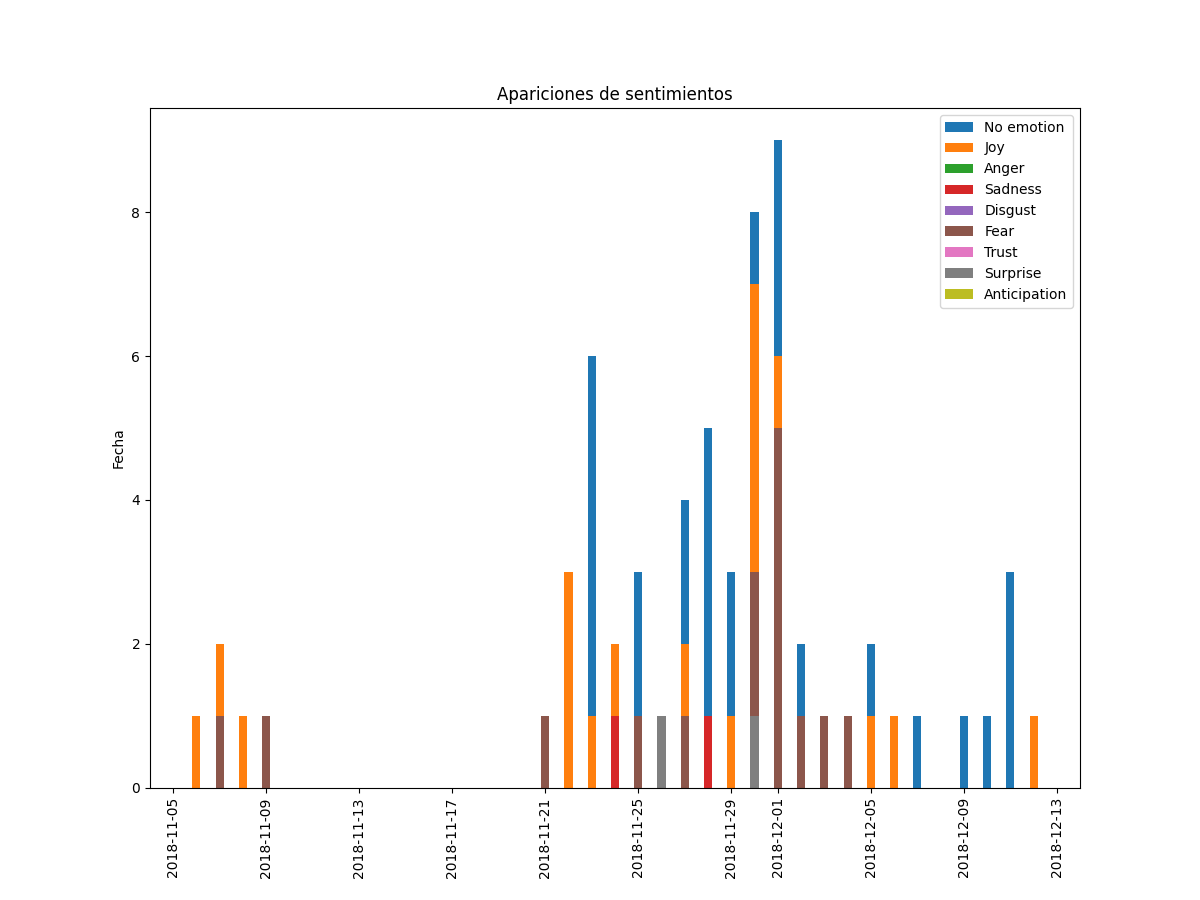 Apariciones de sentimientos
No emotion
Joy
Anger
Sadness
Disgust
Fear
Trust
Surprise
Anticipation
Fecha
8
6
4
2
0
2018-11-05
2018-11-09
2018-11-13
2018-11-17
2018-11-21
2018-11-25
2018-11-29
2018-12-01
2018-12-05
2018-12-09
2018-12-13